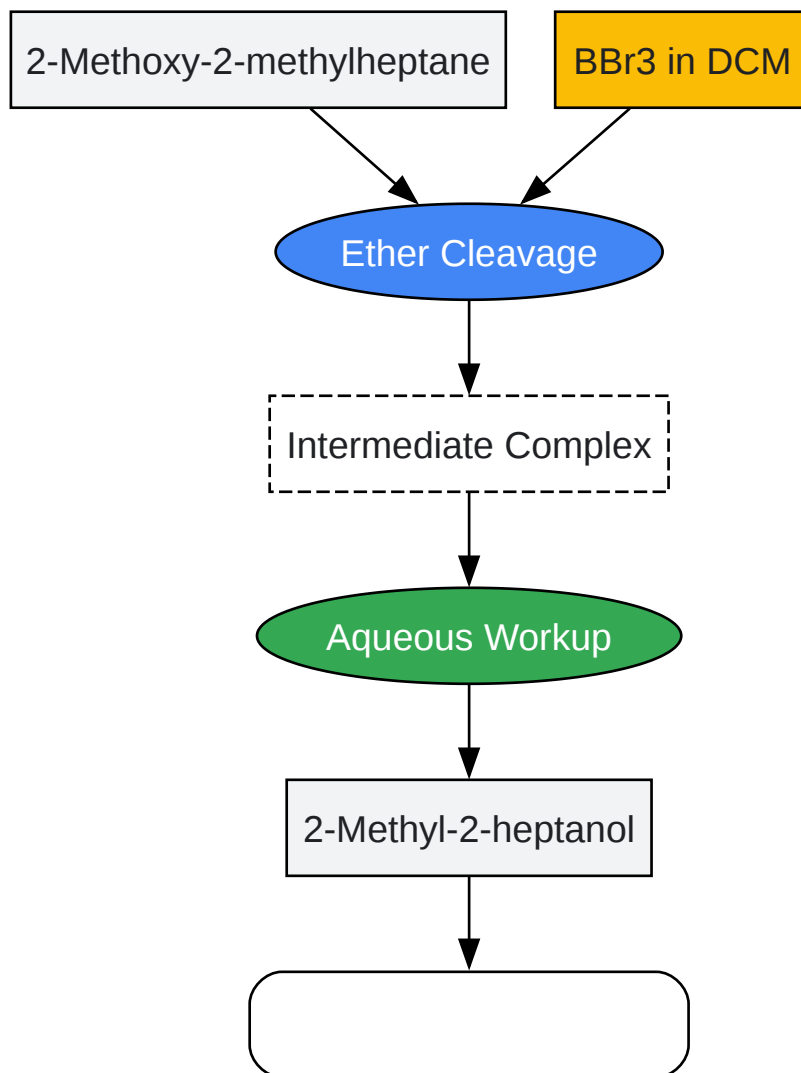 2-Methoxy-2-methylheptane
BBr3 in DCM
Ether Cleavage
Intermediate Complex
Aqueous Workup
2-Methyl-2-heptanol